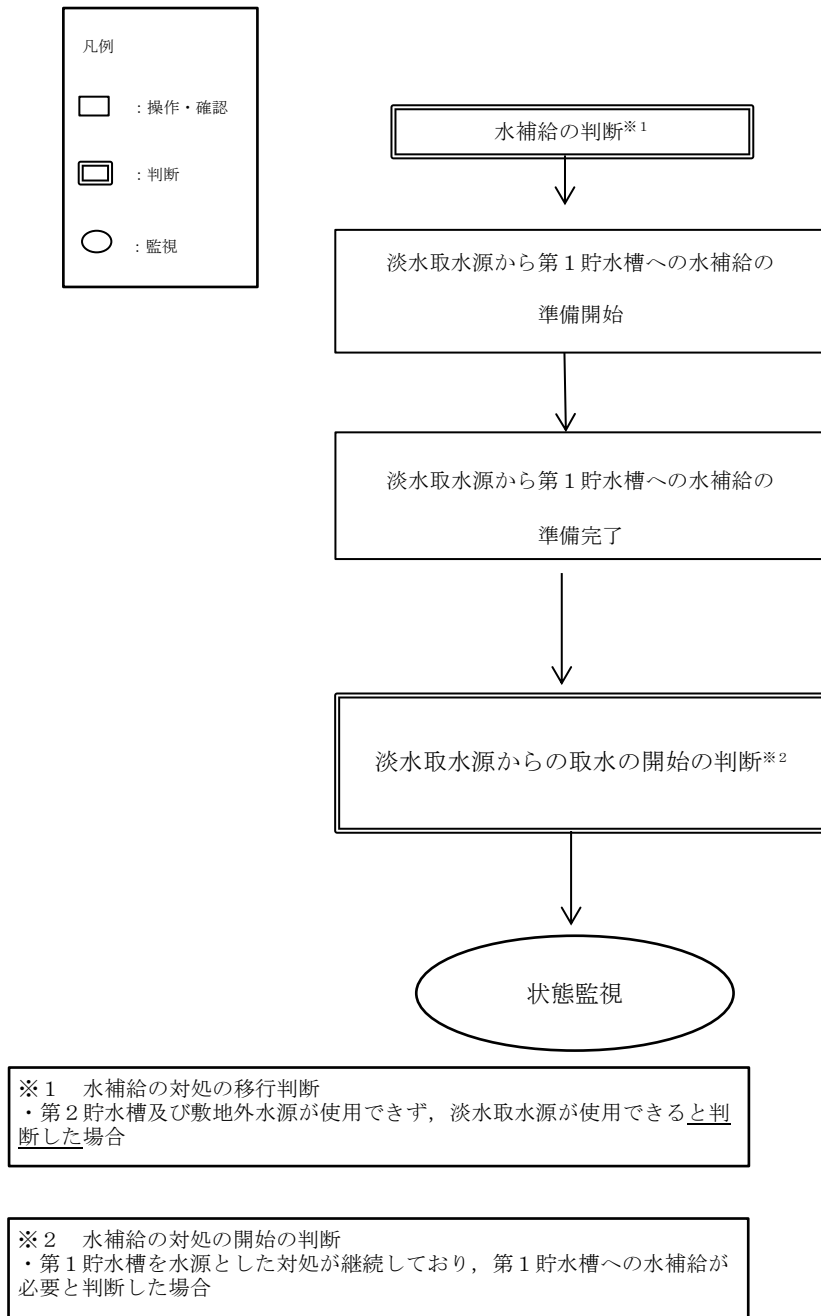 凡例
：操作・確認
：判断
：監視
水補給の判断※1
淡水取水源から第１貯水槽への水補給の
準備開始
淡水取水源から第１貯水槽への水補給の
準備完了
淡水取水源からの取水の開始の判断※2
状態監視
※１　水補給の対処の移行判断
・第２貯水槽及び敷地外水源が使用できず，淡水取水源が使用できると判
断した場合
※２　水補給の対処の開始の判断
・第１貯水槽を水源とした対処が継続しており，第１貯水槽への水補給が
必要と判断した場合